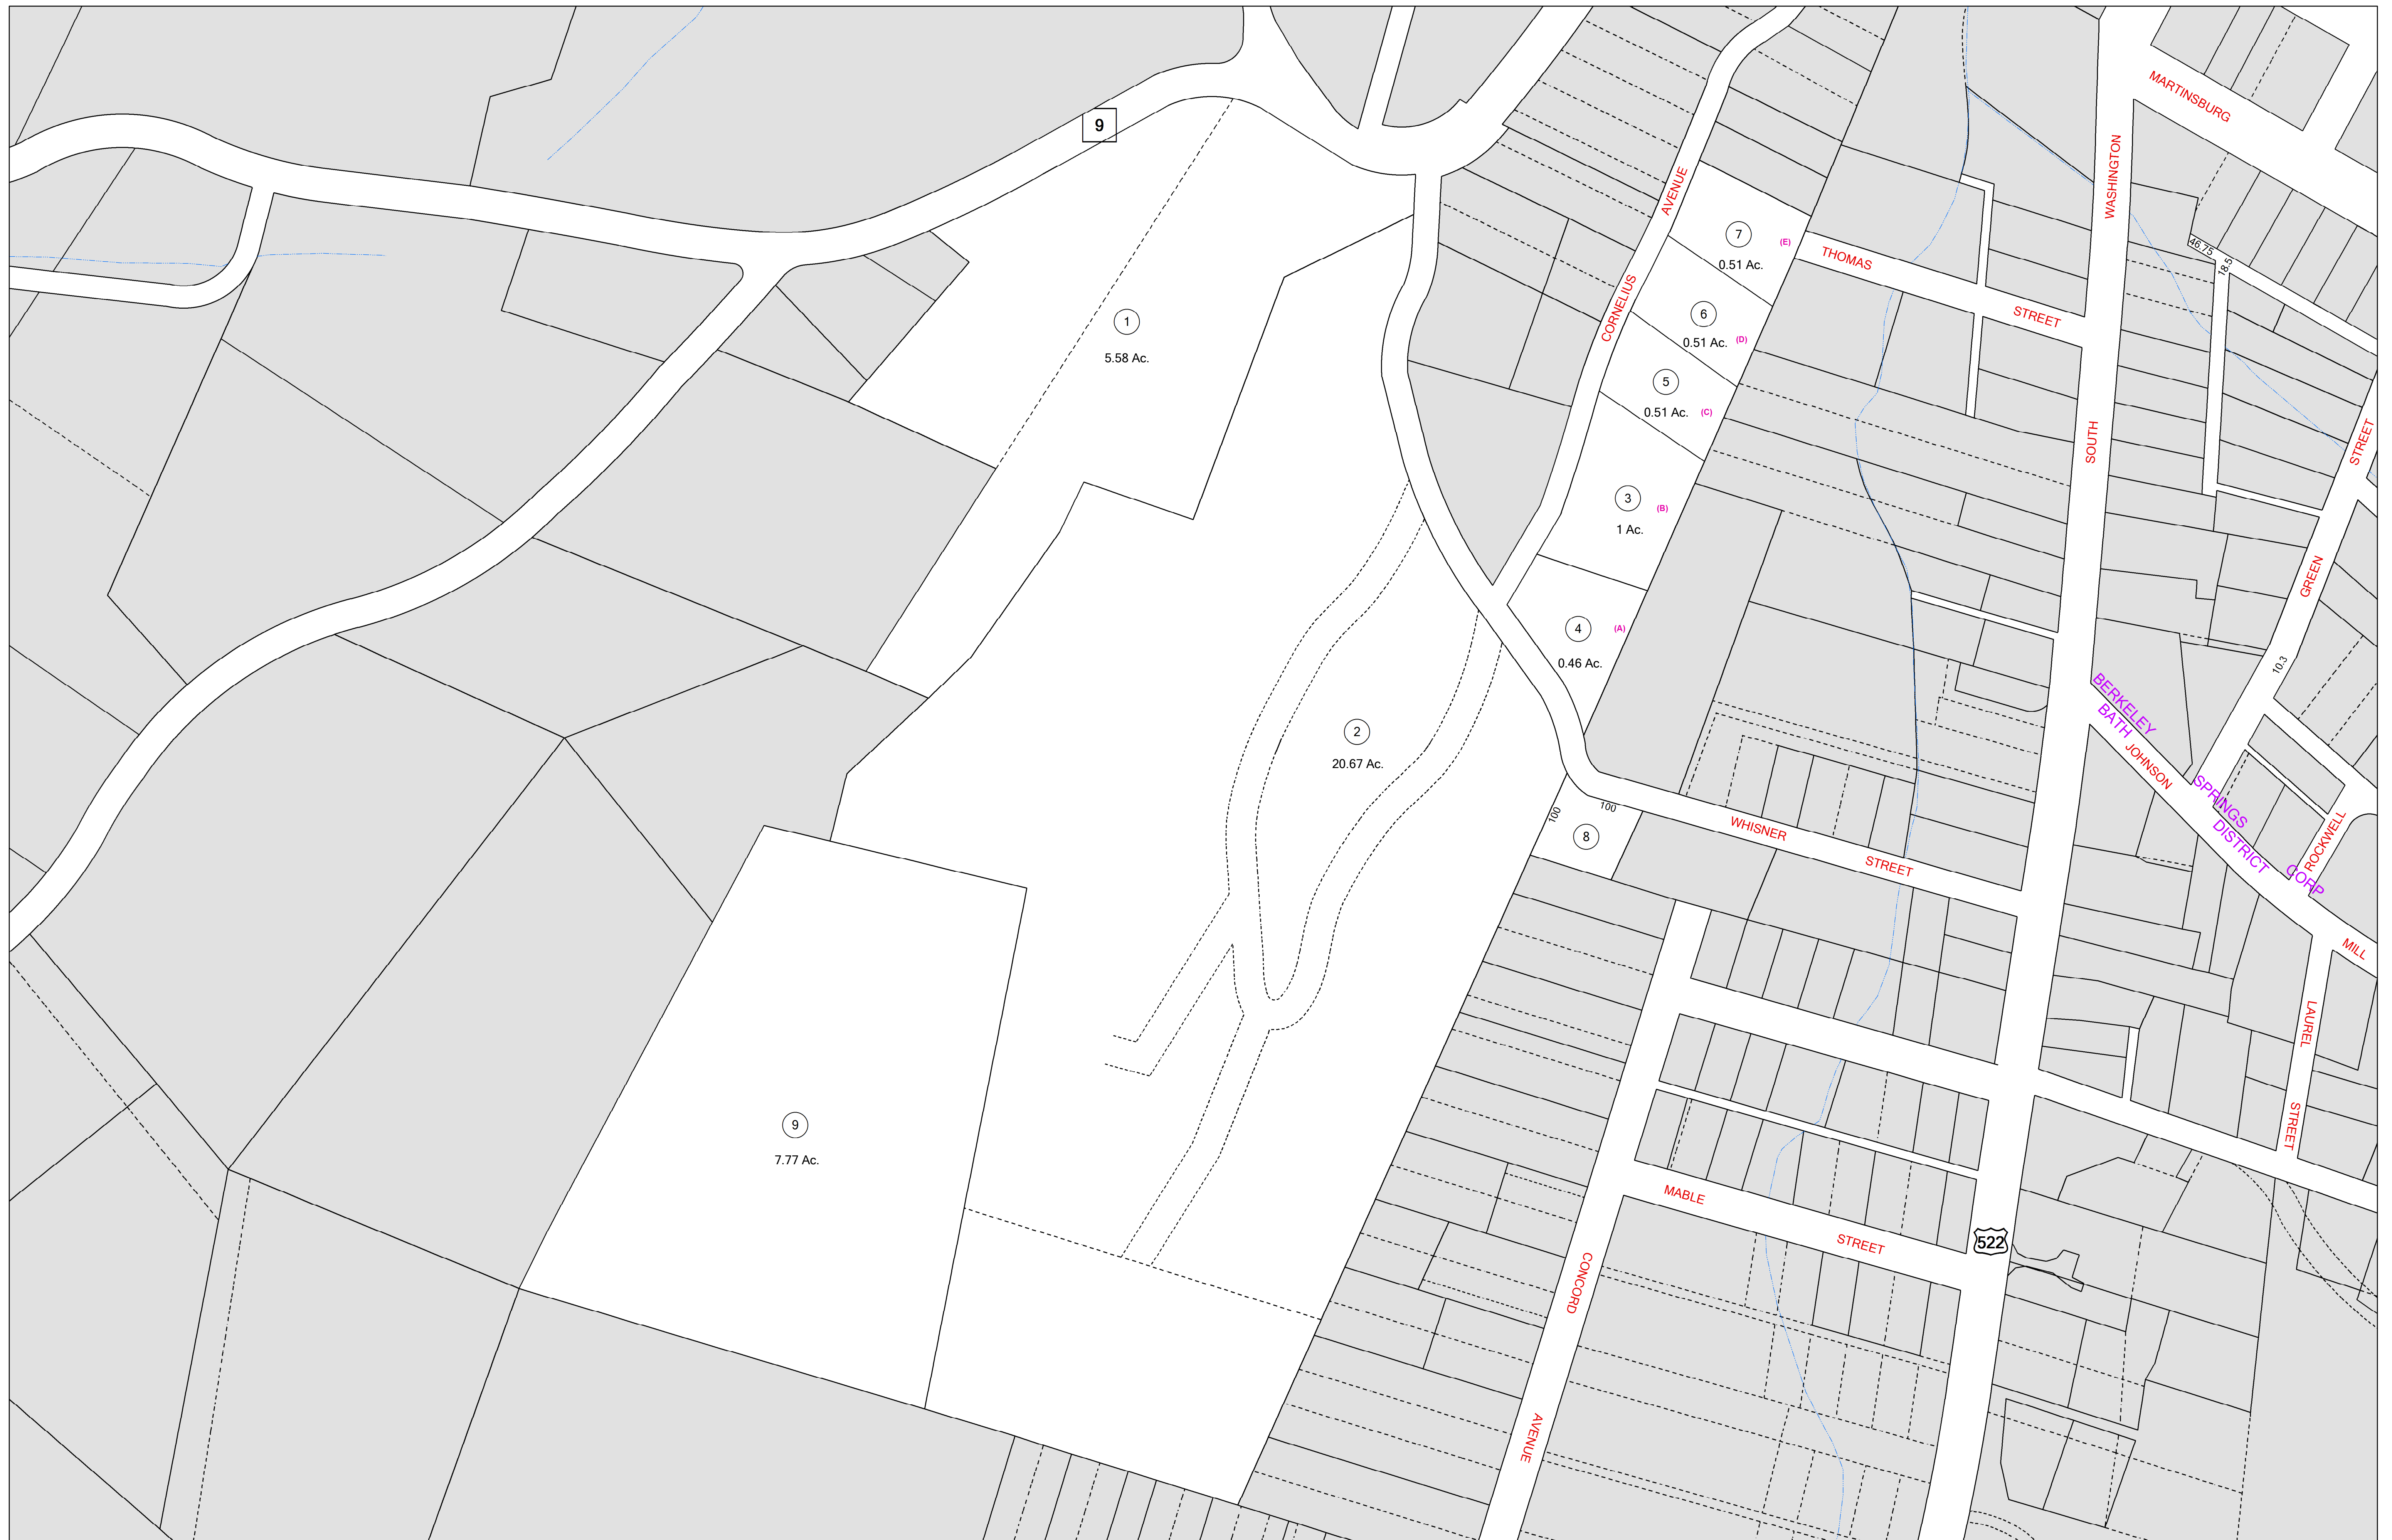 MARTINSBURG
9
WASHINGTON
AVENUE
7
(E)
0.51 Ac.
THOMAS
46.75
18.5
CORNELIUS
1
5.58 Ac.
6
0.51 Ac.
(D)
STREET
5
0.51 Ac.
(C)
SOUTH
STREET
3
(B)
1 Ac.
GREEN
4
(A)
0.46 Ac.
10.3
2
20.67 Ac.
BERKELEY
BATH
JOHNSON
SPRINGS
DISTRICT
CORP
ROCKWELL
100
100
8
WHISNER
STREET
MILL
LAUREL
STREET
9
7.77 Ac.
MABLE
STREET
522
CONCORD
AVENUE